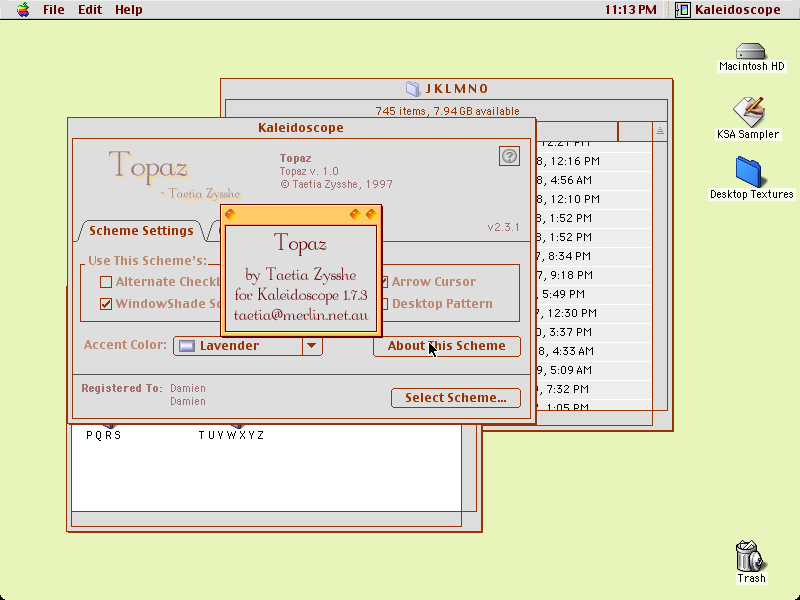 File Edit Help
11:13 PM
Kaleidoscope
Macintosh HD
KSA Sampler
Desktop Textures
Trash
JKLMNO
745 items, 7.94 GB available
12:21 PM
8, 12:16 PM
8, 4:56 AM
8, 12:10 PM
8, 1:52 PM
8, 1:52 PM
7, 8:34 PM
7, 9:18 PM
5:49 PM
7, 12:30 PM
0, 3:37 PM
8, 4:33 AM
9, 5:09 AM
7:32 PM
1:05 PM
Kaleidoscope
Topaz
- Taetia Zysshe
Topaz
Topaz v. 1.0
© Taetia Zysshe, 1997
?
v2.3.1
Scheme Settings
Use This Scheme's:
Alternate Checkb
WindowShade So
Arrow Cursor
Desktop Pattern
Accent Color: Lavender
About This Scheme
Registered To: Damien
Damien
Select Scheme...
Topaz
by Taetia Zysshe
for Kaleidoscope 1.7.3
taetia@merlin.net.au
PQRS
TUVWXYZ